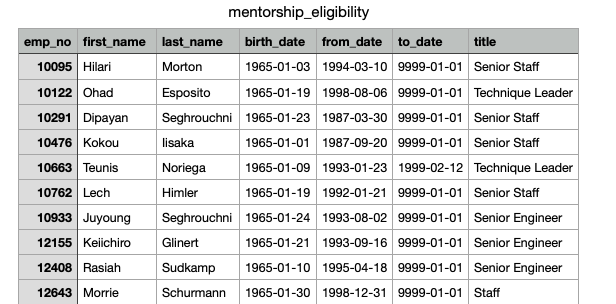 mentorship_eligibility
emp_no first_name last_name birth_date from_date to_date title
10095 Hilari Morton 1965-01-03 1994-03-10 9999-01-01 Senior Staff
10122 Ohad Esposito 1965-01-19 1998-08-06 9999-01-01 Technique Leader
10291 Dipayan Seghrouchni 1965-01-23 1987-03-30 9999-01-01 Senior Staff
10476 Kokou Iisaka 1965-01-01 1987-09-20 9999-01-01 Senior Staff
10663 Teunis Noriega 1965-01-09 1993-01-23 1999-02-12 Technique Leader
10762 Lech Himler 1965-01-19 1992-01-21 9999-01-01 Senior Staff
10933 Juyoung Seghrouchni 1965-01-24 1993-08-02 9999-01-01 Senior Engineer
12155 Keiichiro Glinert 1965-01-21 1993-09-16 9999-01-01 Senior Engineer
12408 Rasiah Sudkamp 1965-01-10 1995-04-18 9999-01-01 Senior Engineer
12643 Morrie Schurmann 1965-01-30 1998-12-31 9999-01-01 Staff